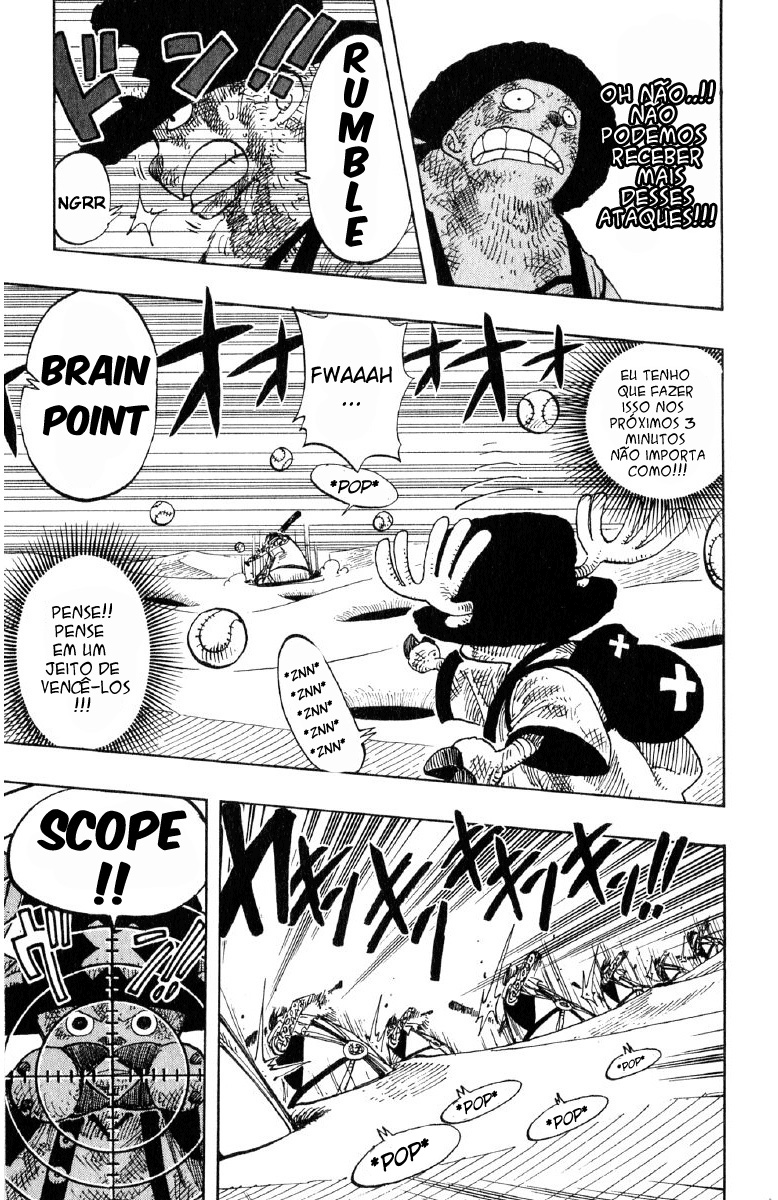 OH NÃO..!!
NÃO
PODEMOS
RECEBER
MAIS
DESSES
ATAQUES!!!
RUMBLE
ドン!!
NGRR
EU TENHO
QUE FAZER
ISSO NOS
PRÓXIMOS 3
MINUTOS
NÃO IMPORTA
COMO!!!
FWAAAH
...
*POP*
BRAIN
POINT
PENSE!!
PENSE
EM UM
JEITO DE
VENCÊ-LOS
!!!
*ZNN*
*ZNN*
*ZNN*
*ZNN*
*ZNN*
*POP*
*POP*
*POP*
*POP*
SCOPE
!!